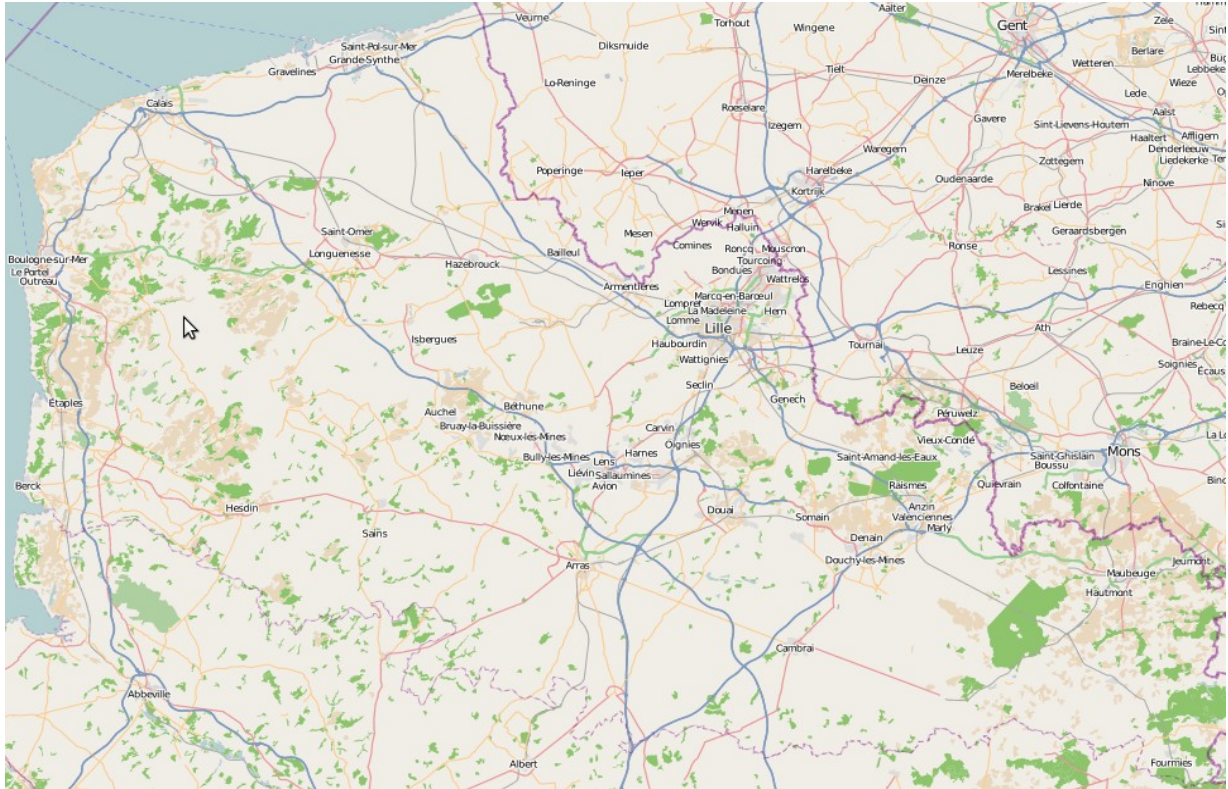 Veurne
Torhout
Wingene
Aalter
Gent
Zele
Saint-Pol-sur-Mer
Grande-Synthe
Diksmuide
Berlare
Gravelines
Lo-Reninge
Tielt
Deinze
Merelbeke
Wetteren
Lebbeke
Wieze
Calais
Roeselare
Izegem
Gavere
Sint-Lievens-Houtem
Lede
Aalst
Affligem
Haaltert
Denderleeuw
Liedekerke
Waregem
Zottegem
Poperinge
Ieper
Harelbeke
Kortrijk
Oudenaarde
Ninove
Brakel
Lierde
Menen
Wervik
Halluin
Saint-Omer
Longuenesse
Mesen
Comines
Geraardsbergen
Ronse
Boulogne-sur-Mer
Le Portel
Outreau
Hazebrouck
Bailleul
Roncq
Mouscron
Tourcoing
Bondues
Wattrelos
Lessines
Enghien
Armentières
Marcq-en-Barœul
Lompret
La Madeleine
Hem
Lomme
Lille
Rebecq
Isbergues
Haubourdin
Wattignies
Tournai
Ath
Leuze
Braine-Le-Co
Soignies
Écaus
Seclin
Genech
Beloeil
Étaples
Auchel
Béthune
Bruay-la-Buissière
Nœux-les-Mines
Carvin
Oignies
Péruwelz
Vieux-Condé
Bully-les-Mines
Lens
Harnes
Liévin
Sallaumines
Avion
Saint-Amand-les-Eaux
Saint-Ghislain
Boussu
Mons
La Lo
Berck
Raismes
Quiévrain
Colfontaine
Binc
Hesdin
Sains
Douai
Somain
Anzin
Valenciennes
Marly
Denain
Douchy-les-Mines
Arras
Maubeuge
Jeumont
Hautmont
Cambrai
Abbeville
Albert
Fourmies